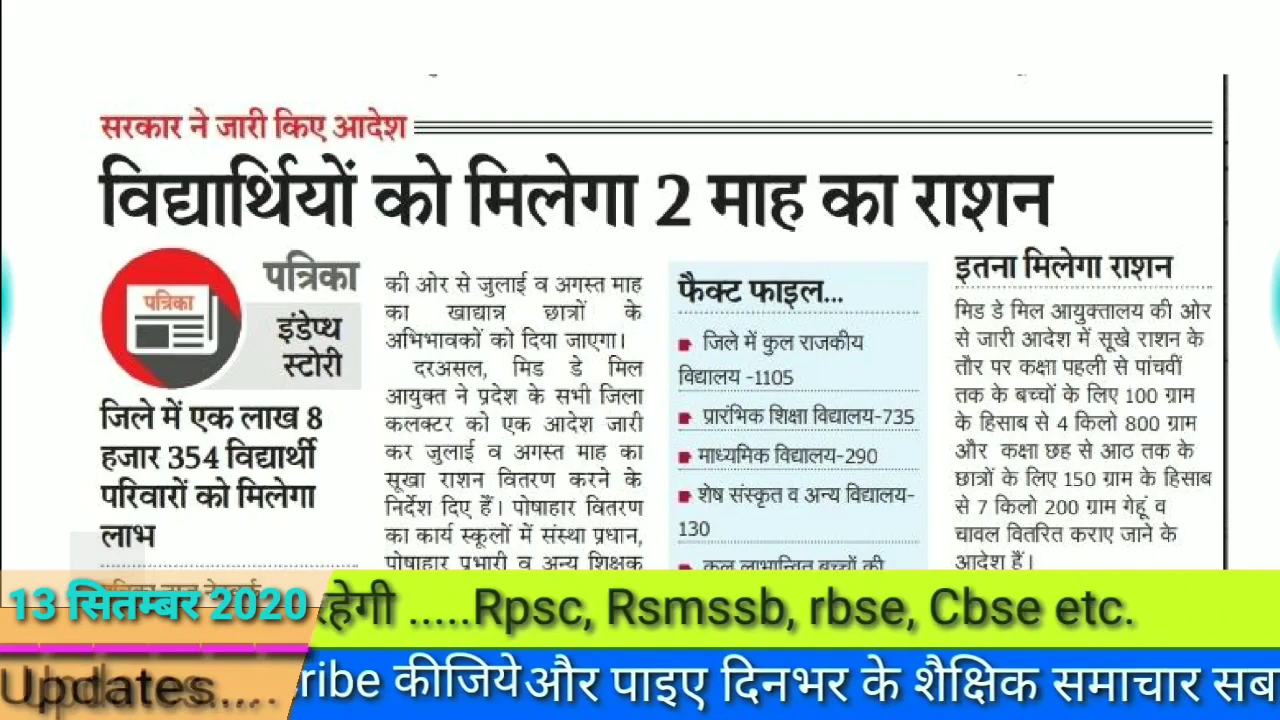 सरकार ने जारी किए आदेश
विद्यार्थियों को मिलेगा 2 माह का राशन
पत्रिका
पत्रिका
इंडेप्थ
स्टोरी
जिले में एक लाख 8
हजार 354 विद्यार्थी
परिवारों को मिलेगा
लाभ
की ओर से जुलाई व अगस्त माह
का खाद्यान्न छात्रों के
अभिभावकों को दिया जाएगा।
दरअसल, मिड डे मिल
आयुक्त ने प्रदेश के सभी जिला
कलक्टर को एक आदेश जारी
कर जुलाई व अगस्त माह का
सूखा राशन वितरण करने के
निर्देश दिए हैं। पोषाहार वितरण
का कार्य स्कूलों में संस्था प्रधान,
पोषाहार प्रभारी व अन्य शिक्षक
फैक्ट फाइल...
जिले में कुल राजकीय
विद्यालय -1105
प्रारंभिक शिक्षा विद्यालय-735
माध्यमिक विद्यालय-290
शेष संस्कृत व अन्य विद्यालय-
130
कुल लाभान्वित बच्चों की
इतना मिलेगा राशन
मिड डे मिल आयुक्तालय की ओर
से जारी आदेश में सूखे राशन के
तौर पर कक्षा पहली से पांचवीं
तक के बच्चों के लिए 100 ग्राम
के हिसाब से 4 किलो 800 ग्राम
और कक्षा छह से आठ तक के
छात्रों के लिए 150 ग्राम के हिसाब
से 7 किलो 200 ग्राम गेहूं व
चावल वितरित कराए जाने के
आदेश हैं।
13 सितम्बर 2020
रहेगी .....Rpsc, Rsmssb, rbse, Cbse etc.
Updates....
cribe कीजिये और पाइए दिनभर के शैक्षिक समाचार सब